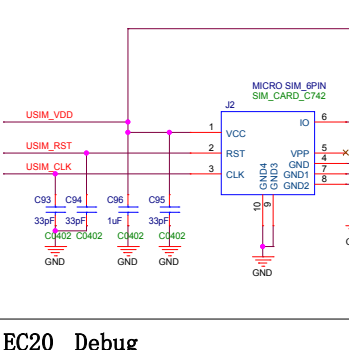 MICRO SIM_6PIN
SIM_CARD_C742
J2
USIM_VDD
USIM_RST
USIM_CLK
1
2
3
VCC
RST
CLK
IO
VPP
GND
GND1
GND2
GND4
GND3
6
5
4
7
8
10
9
C93
C94
C96
C95
33pF
33pF
1uF
33pF
C0402
C0402
C0402
C0402
GND
GND
GND
GND
EC20 Debug